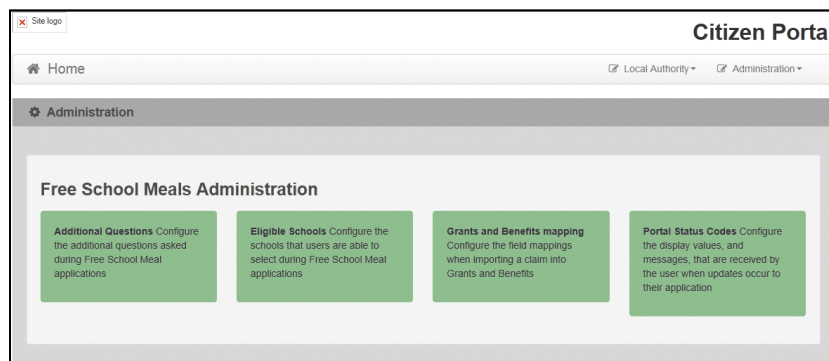 Site logo
Citizen Porta
Home
Local Authority
Administration
Administration
Free School Meals Administration
Additional Questions Configure
the additional questions asked
during Free School Meal
applications
Eligible Schools Configure the
schools that users are able to
select during Free School Meal
applications
Grants and Benefits mapping
Configure the field mappings
when importing a claim into
Grants and Benefits
Portal Status Codes Configure
the display values, and
messages, that are received by
the user when updates occur to
their application